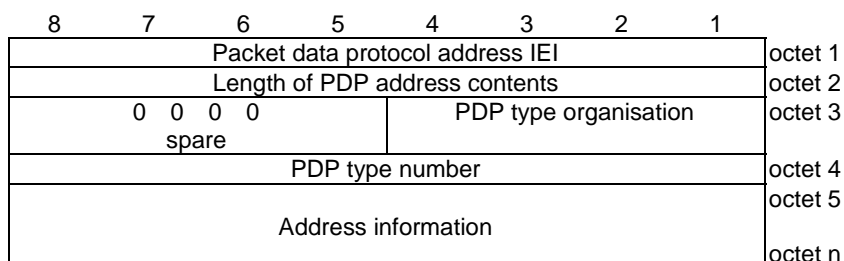 8 7 6 5 4 3 2 1
Packet data protocol address IEI octet 1
Length of PDP address contents octet 2
0 0 0 0 PDP type organisation octet 3
spare
PDP type number octet 4
octet 5
Address information
octet n